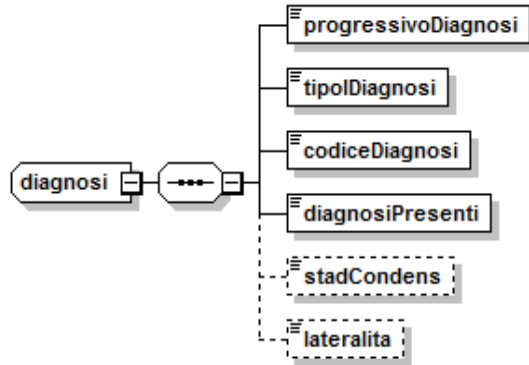 progressivoDiagnosi
tipolDiagnosi
codiceDiagnosi
diagnosi
diagnosiPresenti
stadCondens
lateralita